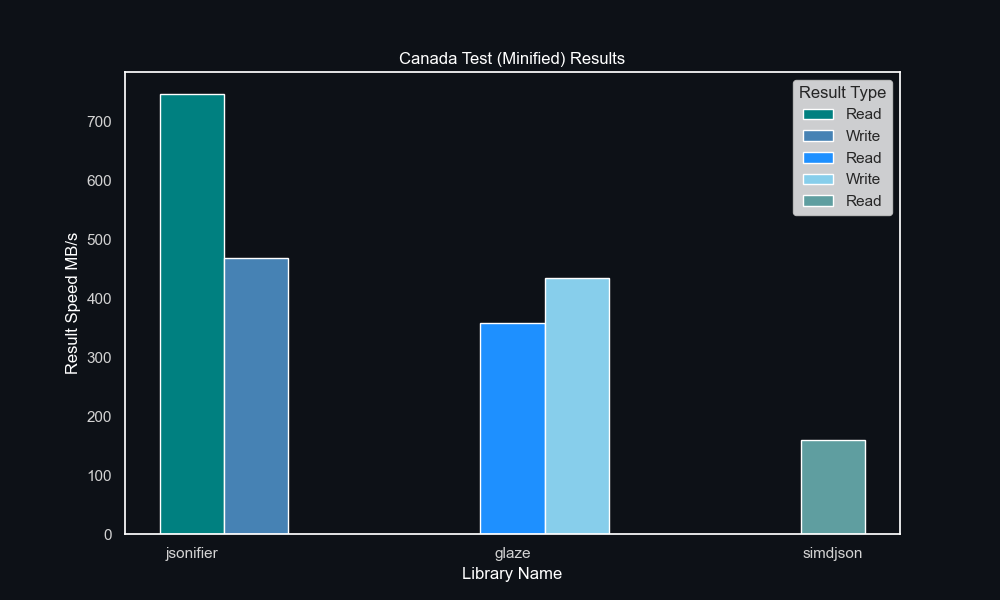 Canada Test (Minified) Results
Result Type
Read
Write
Read
Write
Read
Result Speed MB/s
700
600
500
400
300
200
100
0
jsonifier glaze simdjson
Library Name